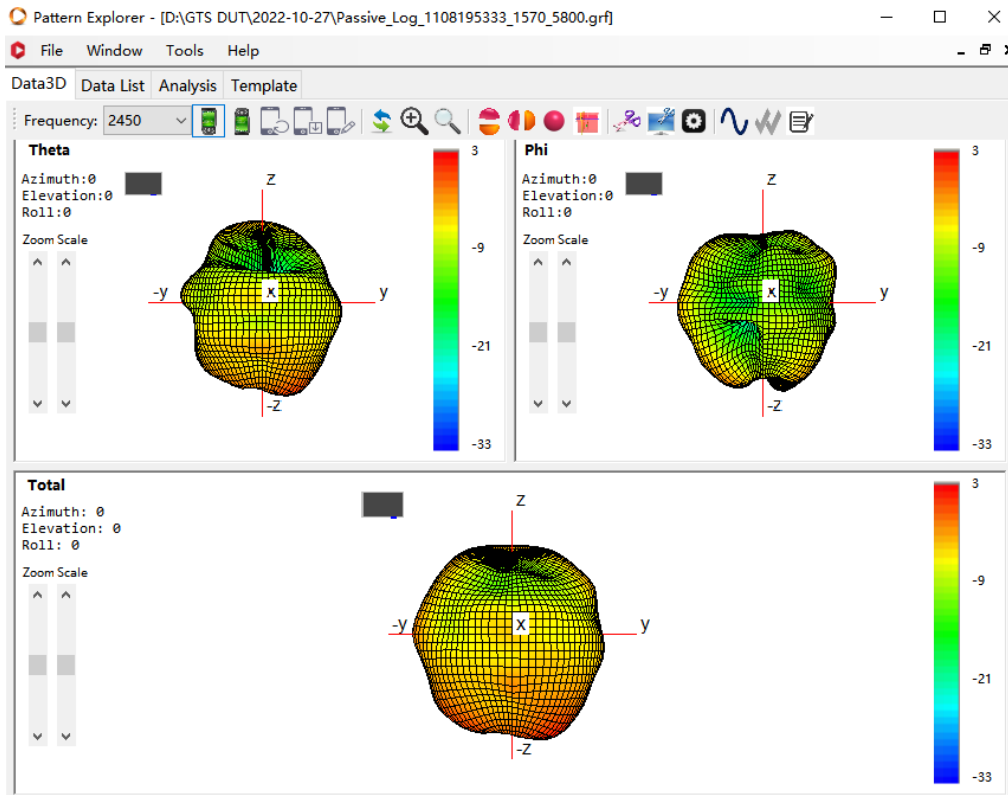 Pattern Explorer - [D:\GTS DUT\2022-10-27\Passive_Log_1108195333_1570_5800.grf]
File Window Tools Help
Data3D Data List Analysis Template
Frequency: 2450
Theta
Azimuth:0
Elevation:0
Roll:0
Zoom Scale
z
-y
x
y
-z
3
-9
-21
-33
Phi
Azimuth:0
Elevation:0
Roll:0
Zoom Scale
z
-y
x
y
-z
3
-9
-21
-33
Total
Azimuth: 0
Elevation: 0
Roll: 0
Zoom Scale
z
-y
x
y
-z
3
-9
-21
-33